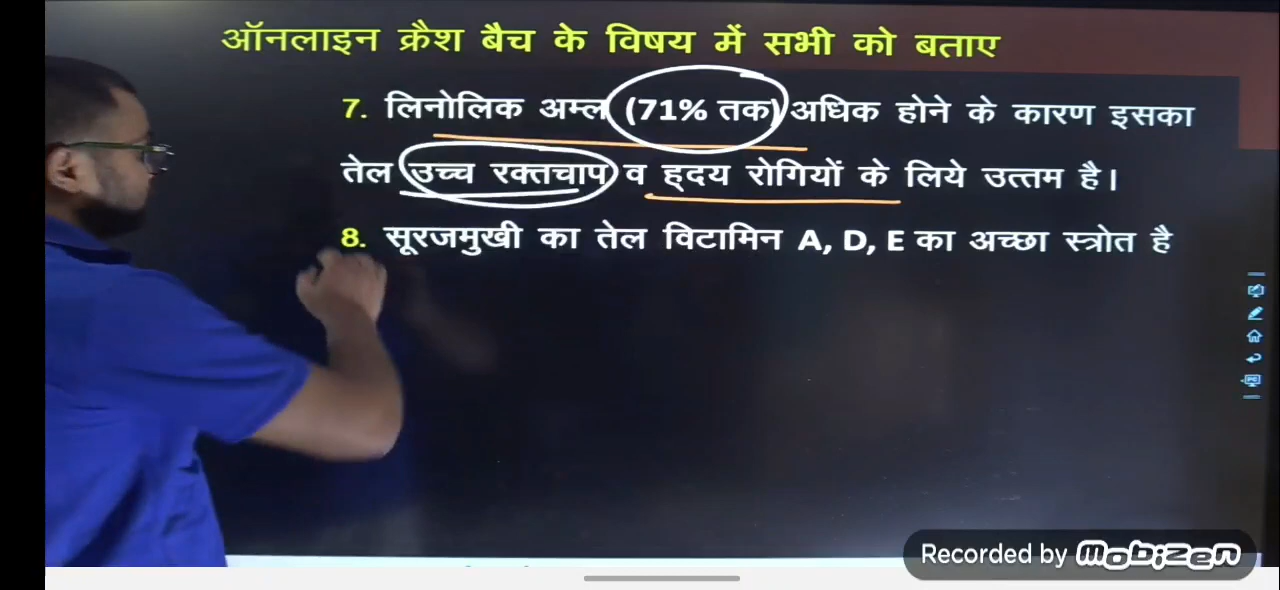 ऑनलाइन क्रैश बैच के विषय में सभी को बताए
7. लिनोलिक अम्ल (71% तक) अधिक होने के कारण इसका
तेल उच्च रक्तचाप व ह्दय रोगियों के लिये उत्तम है।
8. सूरजमुखी का तेल विटामिन A, D, E का अच्छा स्त्रोत है
Recorded by Mobizen